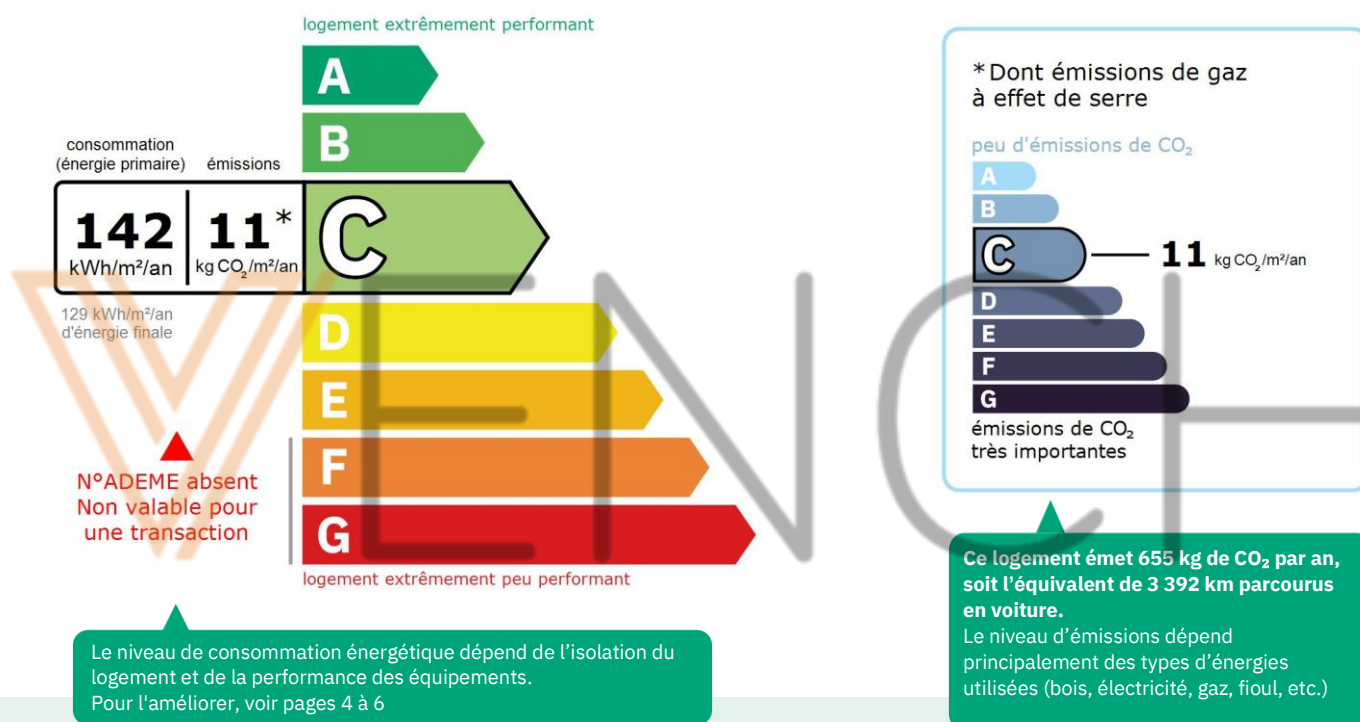 logement extrêmement performant
A
B
consommation
(énergie primaire)
émissions
142
kWh/m²/an
11*
kg CO₂/m²/an
C
129 kWh/m²/an
d'énergie finale
D
E
F
G
N°ADEME absent
Non valable pour
une transaction
logement extrêmement peu performant
Le niveau de consommation énergétique dépend de l’isolation du
logement et de la performance des équipements.
Pour l'améliorer, voir pages 4 à 6
*Dont émissions de gaz
à effet de serre
peu d'émissions de CO₂
A
B
C
11 kg CO₂/m²/an
D
E
F
G
émissions de CO₂
très importantes
Ce logement émet 655 kg de CO₂ par an,
soit l’équivalent de 3 392 km parcourus
en voiture.
Le niveau d’émissions dépend
principalement des types d’énergies
utilisées (bois, électricité, gaz, fioul, etc.)